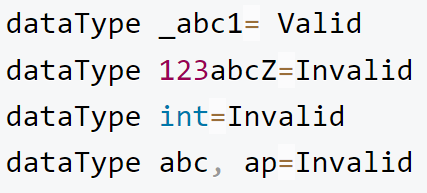 dataType _abc1= Valid
dataType 123abcZ=Invalid
dataType int=Invalid
dataType abc, ap=Invalid